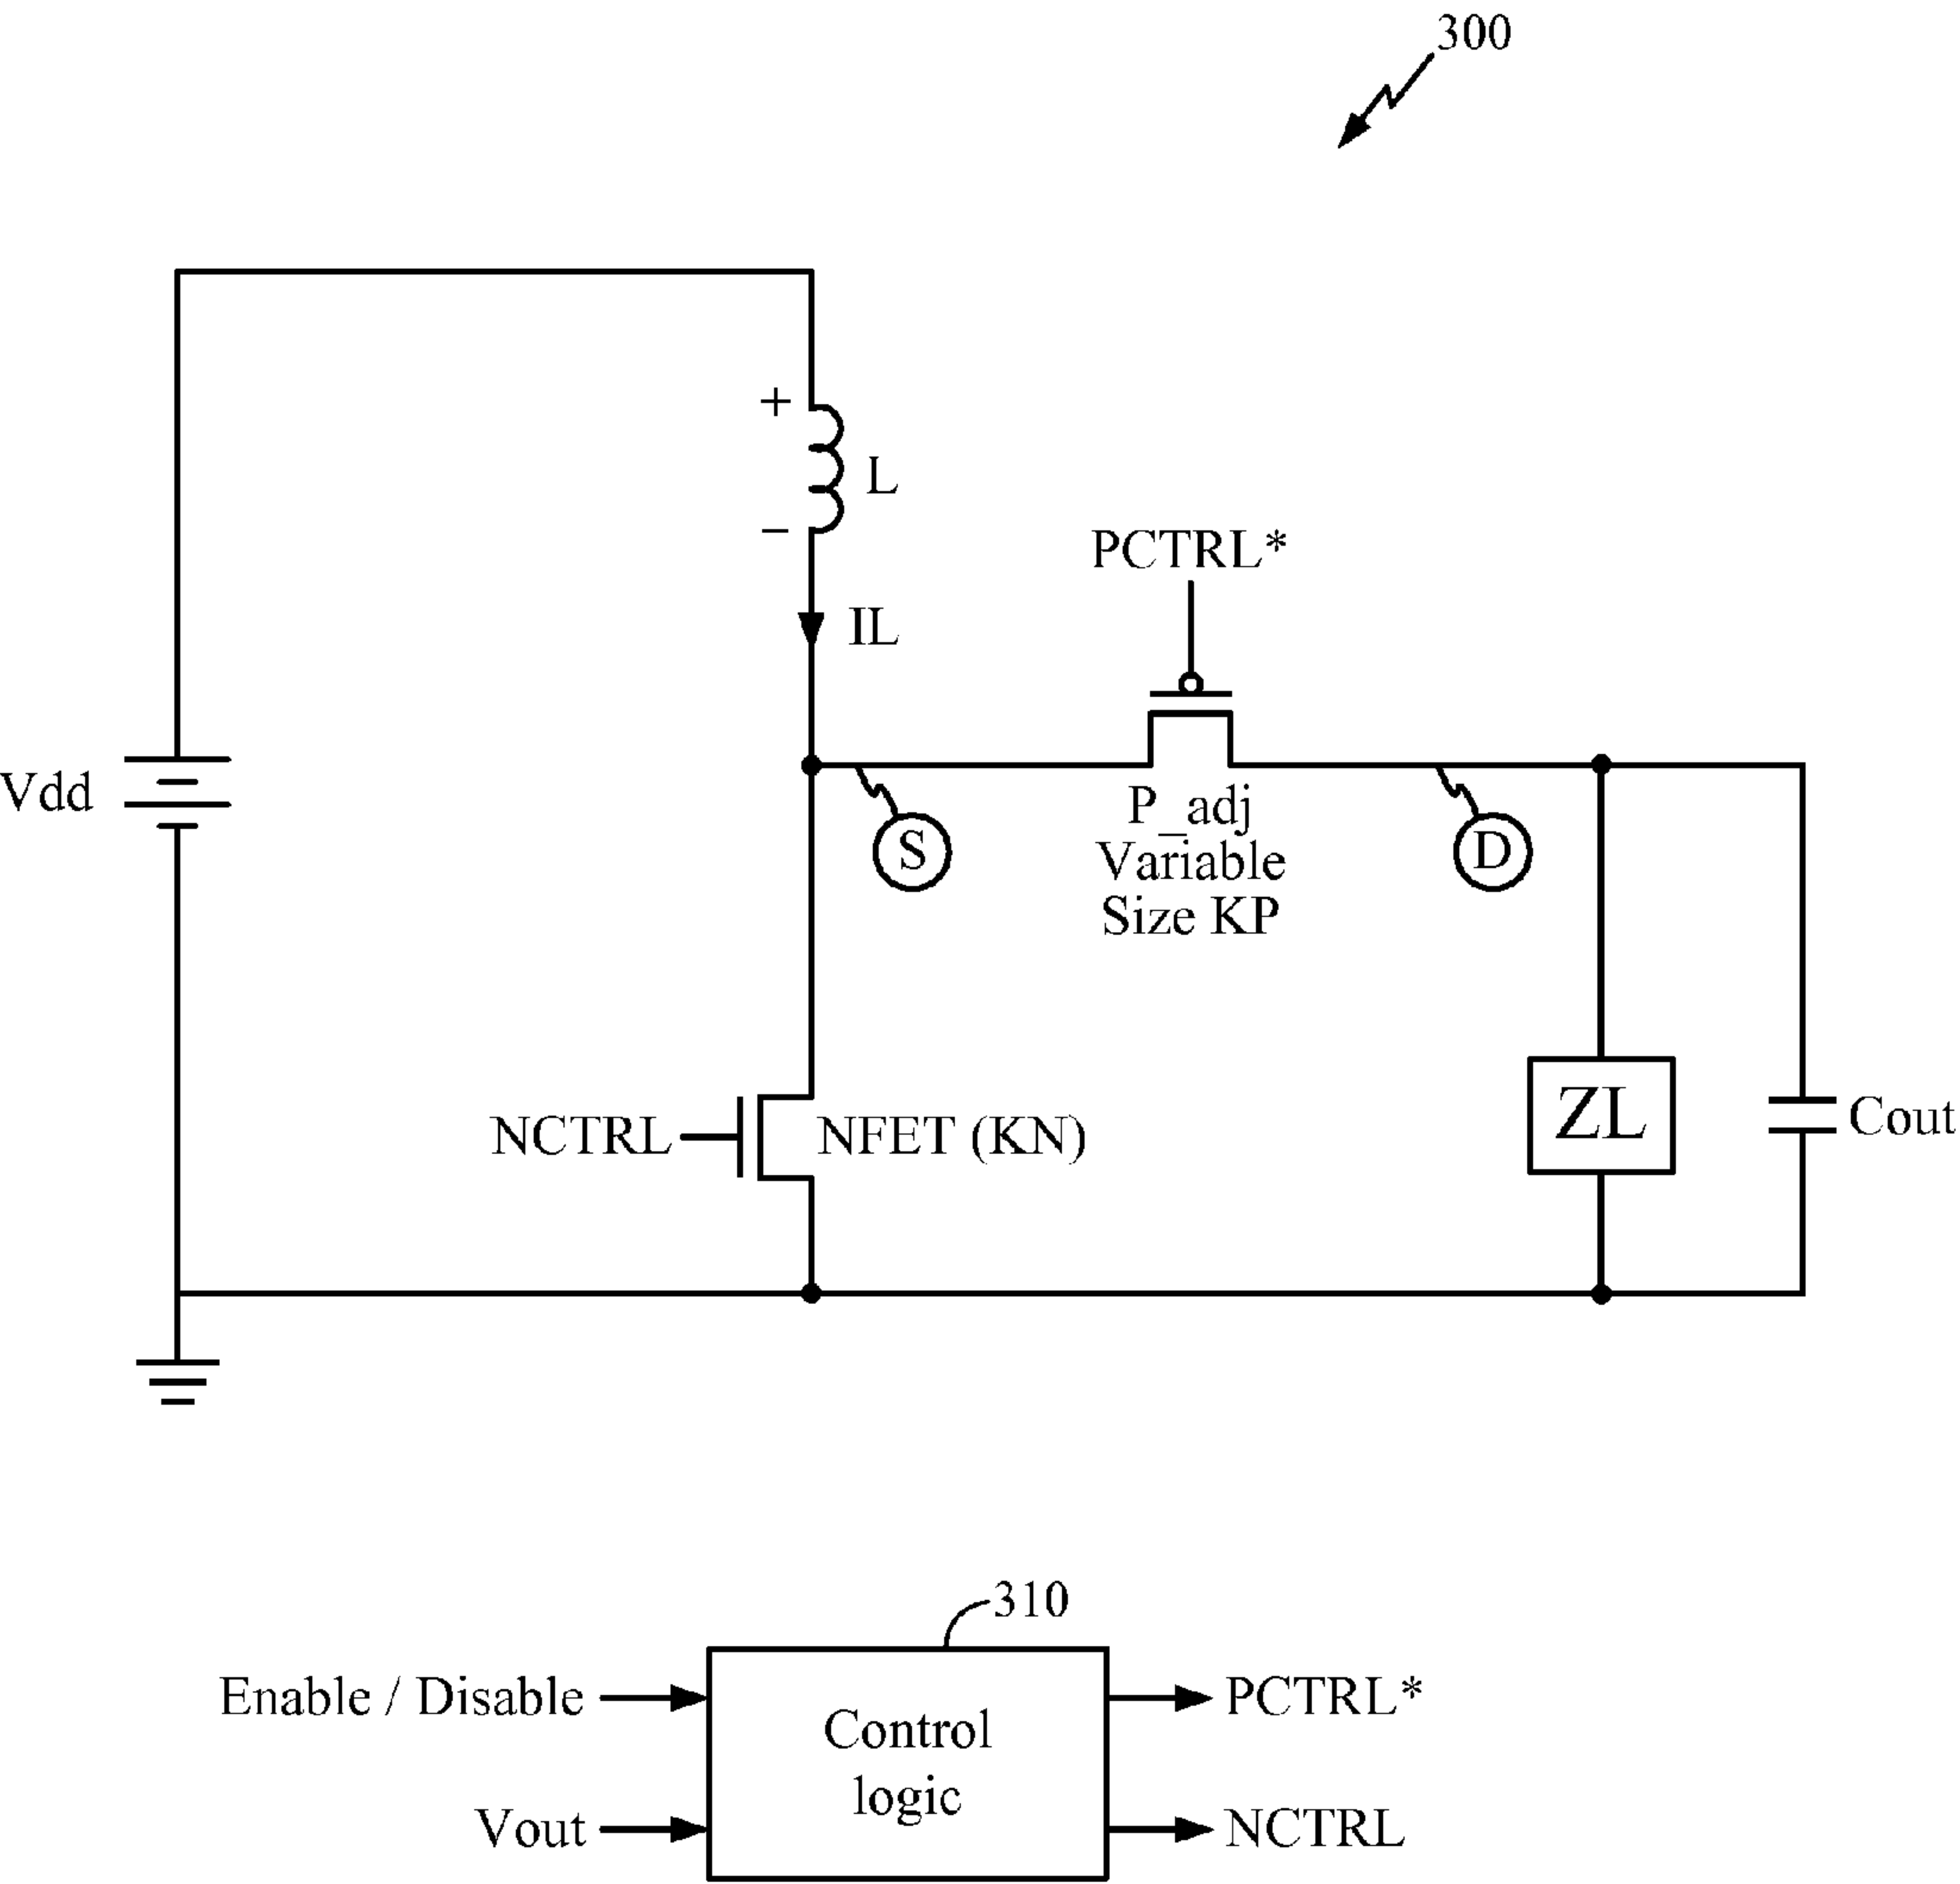 300
+
L
−
IL
PCTRL*
Vdd
S
P_adj
Variable
Size KP
D
NCTRL
NFET (KN)
ZL
Cout
310
Enable / Disable
Vout
Control
logic
PCTRL*
NCTRL